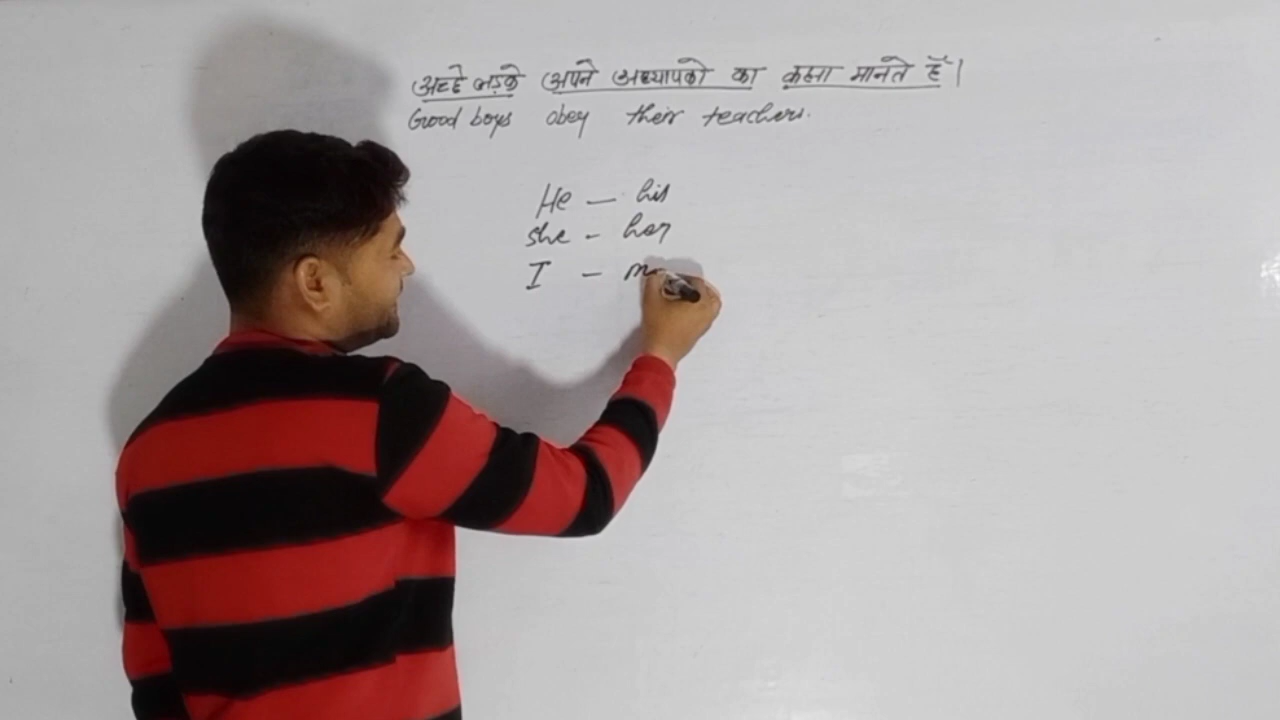 अच्छे लड़के अपने अध्यापको का कहना मानते हैं।
Good boys obey their teachers.
He — his
she - her
I - m